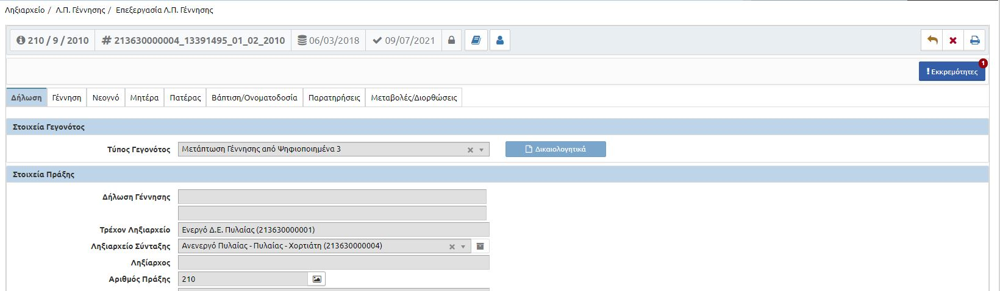 Ληξιαρχείο / Λ.Π. Γέννησης / Επεξεργασία Λ.Π. Γέννησης
210 / 9 / 2010 # 213630000004_13391495_01_02_2010 06/03/2018 09/07/2021
1
! Εκκρεμότητες
Δήλωση Γέννηση Νεογνό Μητέρα Πατέρας Βάπτιση/Ονοματοδοσία Παρατηρήσεις Μεταβολές/Διορθώσεις
Στοιχεία Γεγονότος
Τύπος Γεγονότος Μετάπτωση Γέννησης από Ψηφιοποιημένα 3 Δικαιολογητικά
Στοιχεία Πράξης
Δήλωση Γέννησης
Τρέχον Ληξιαρχείο Ενεργό Δ.Ε. Πυλαίας (213630000001)
Ληξιαρχείο Σύνταξης Ανενεργό Πυλαίας - Πυλαίας - Χορτιάτη (213630000004)
Ληξίαρχος
Αριθμός Πράξης 210